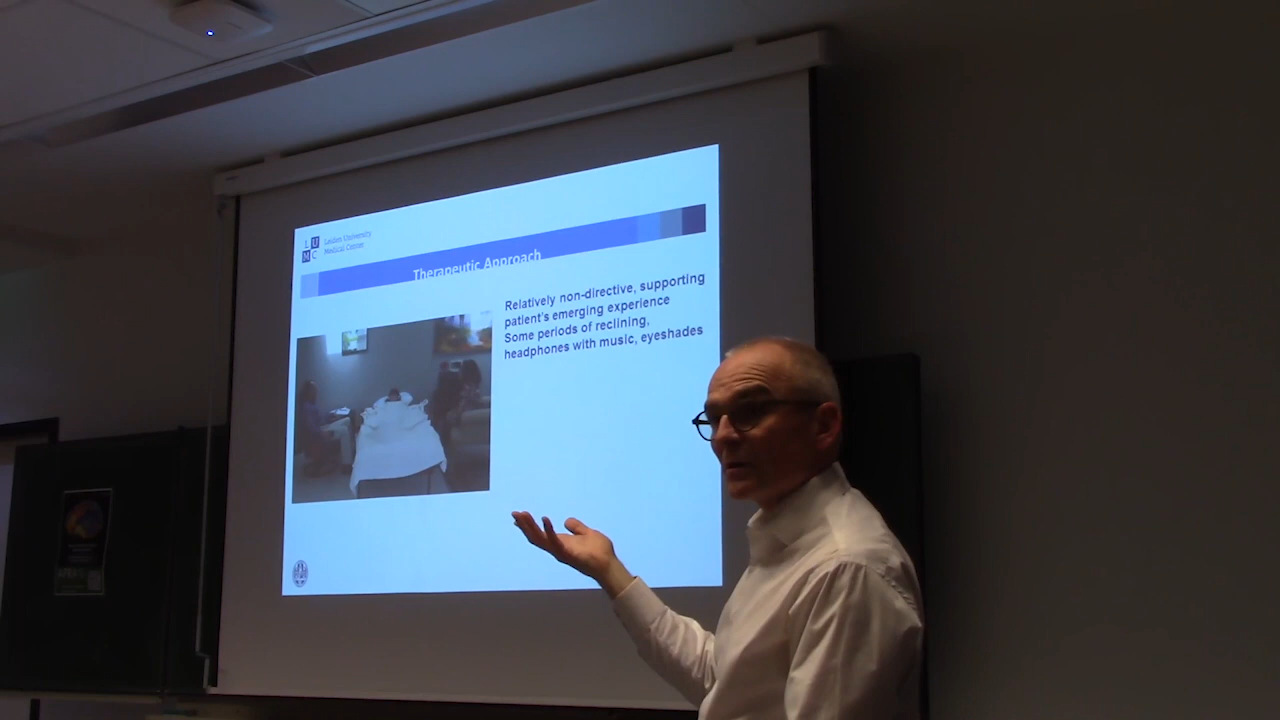 L U
M C
Leiden University
Medical Center
Therapeutic Approach
Relatively non-directive, supporting
patient's emerging experience
Some periods of reclining,
headphones with music, eyeshades